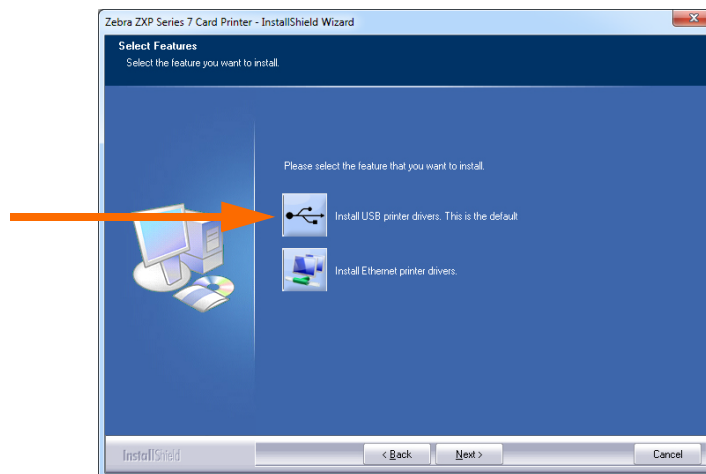 Zebra ZXP Series 7 Card Printer - InstallShield Wizard
Select Features
Select the feature you want to install.
Please select the feature that you want to install.
Install USB printer drivers. This is the default
Install Ethernet printer drivers.
InstallShield
< Back
Next >
Cancel